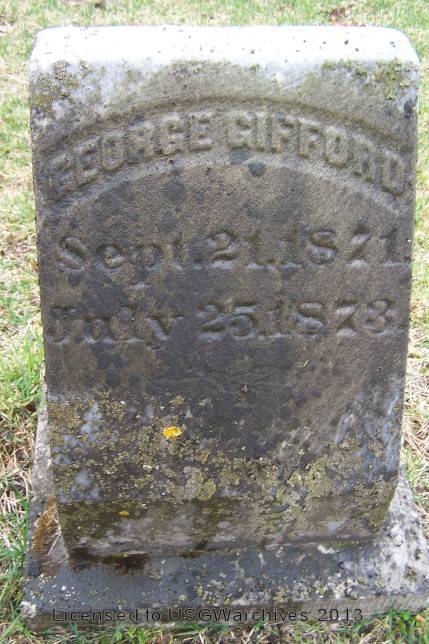 GEORGE GIFFORD
Sept. 21, 1871.
July 25, 1873.
Licensed to USGWarchives 2013